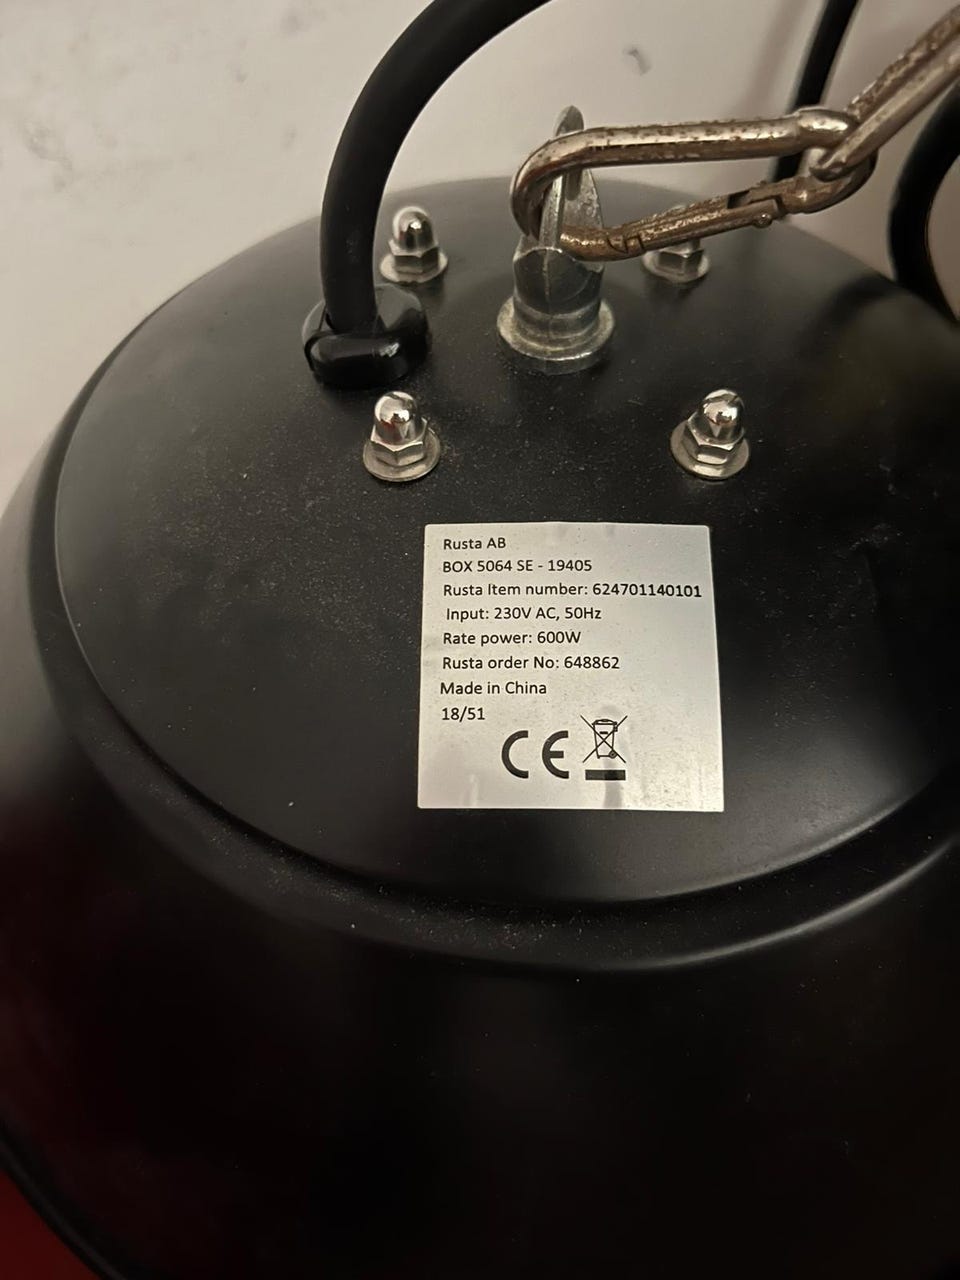 Rusta AB
BOX 5064 SE - 19405
Rusta Item number: 624701140101
Input: 230V AC, 50Hz
Rate power: 600W
Rusta order No: 648862
Made in China
18/51
CE